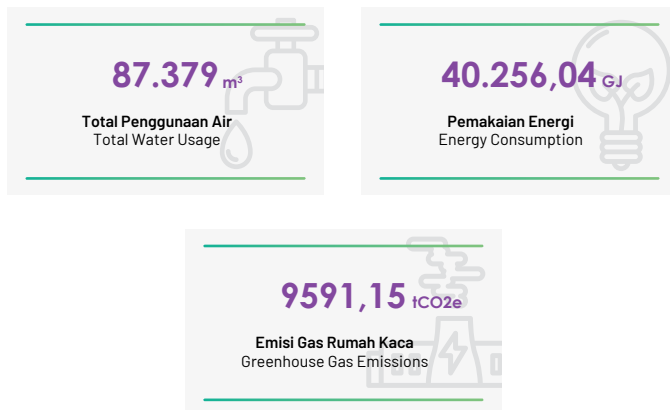 87.379 m³
Total Penggunaan Air
Total Water Usage
40.256,04 GJ
Pemakaian Energi
Energy Consumption
9591,15 tCO2e
Emisi Gas Rumah Kaca
Greenhouse Gas Emissions